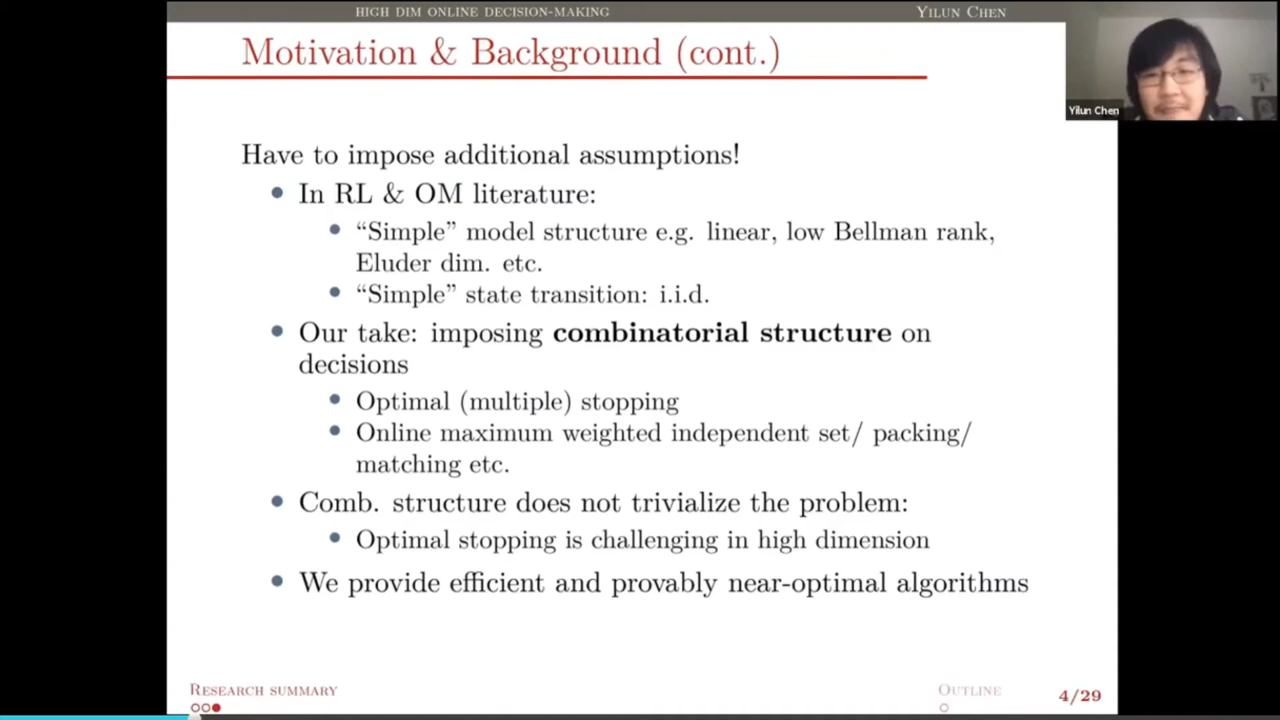 HIGH DIM ONLINE DECISION-MAKING
YILUN CHEN
Motivation & Background (cont.)
Yilun Chen
Have to impose additional assumptions!
In RL & OM literature:
“Simple” model structure e.g. linear, low Bellman rank,
Eluder dim. etc.
“Simple” state transition: i.i.d.
Our take: imposing combinatorial structure on
decisions
Optimal (multiple) stopping
Online maximum weighted independent set/ packing/
matching etc.
Comb. structure does not trivialize the problem:
Optimal stopping is challenging in high dimension
We provide efficient and provably near-optimal algorithms
RESEARCH SUMMARY
OUTLINE
4/29